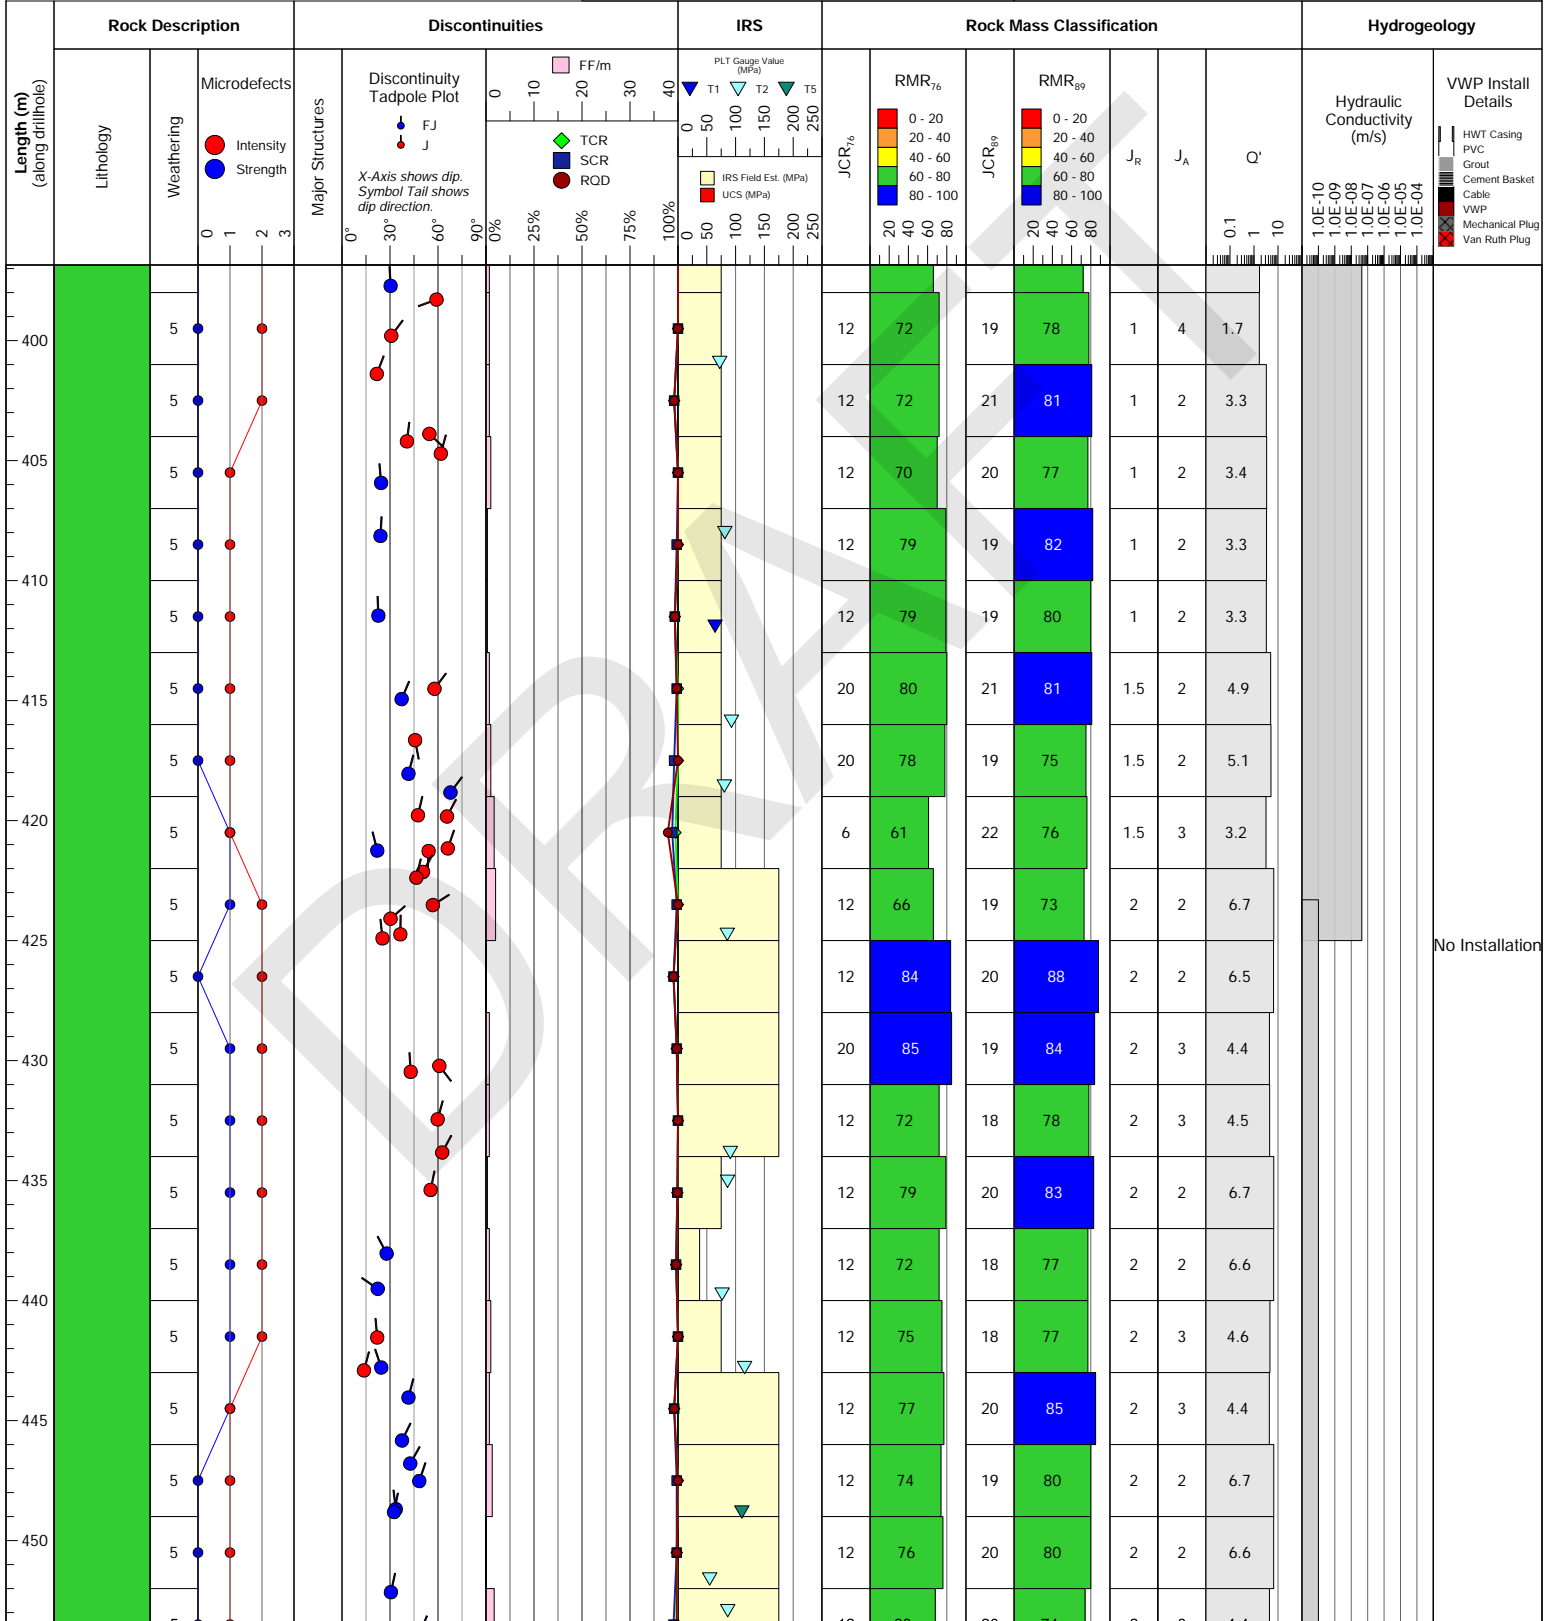 Rock Description Discontinuities IRS Rock Mass Classification Hydrogeology
Length (m)
(along drillhole)
Lithology
Weathering
Microdefects
Intensity
Strength
0 1 2 3
Major Structures
Discontinuity
Tadpole Plot
FJ
J
X-Axis shows dip.
Symbol Tail shows
dip direction.
0° 30° 60° 90°
FF/m
0 10 20 30 40
TCR
SCR
RQD
0% 25% 50% 75% 100%
PLT Gauge Value
(MPa)
T1 T2 T5
0 50 100 150 200 250
IRS Field Est. (MPa)
UCS (MPa)
50 100 150 200 250
JCR76
RMR76
0 - 20
20 - 40
40 - 60
60 - 80
80 - 100
20 40 60 80
JCR89
RMR89
0 - 20
20 - 40
40 - 60
60 - 80
80 - 100
20 40 60 80
JR
JA
Q'
0.1 1 10
Hydraulic
Conductivity
(m/s)
1.0E-10 1.0E-09 1.0E-08 1.0E-07 1.0E-06 1.0E-05 1.0E-04
VWP Install
Details
HWT Casing
PVC
Grout
Cement Basket
Cable
VWP
Mechanical Plug
Van Ruth Plug
5 12 72 19 78 1 4 1.7
400
5 12 72 21 81 1 2 3.3
405
5 12 70 20 77 1 2 3.4
5 12 79 19 82 1 2 3.3
410
5 12 79 19 80 1 2 3.3
5 20 80 21 81 1.5 2 4.9
415
5 20 78 19 75 1.5 2 5.1
420
5 6 61 22 76 1.5 3 3.2
5 12 66 19 73 2 2 6.7
425
No Installation
5 12 84 20 88 2 2 6.5
5 20 85 19 84 2 3 4.4
430
5 12 72 18 78 2 3 4.5
435
5 12 79 20 83 2 2 6.7
5 12 72 18 77 2 2 6.6
440
5 12 75 18 77 2 3 4.6
5 12 77 20 85 2 3 4.4
445
5 12 74 19 80 2 2 6.7
450
5 12 76 20 80 2 2 6.6
DRAFT